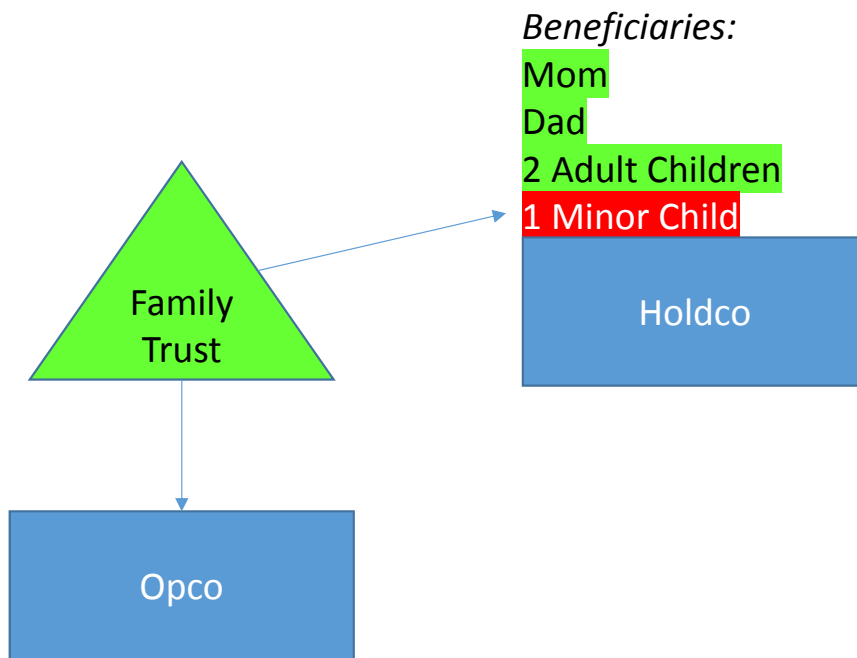 Beneficiaries:
Mom
Dad
2 Adult Children
1 Minor Child
Holdco
Family
Trust
Opco